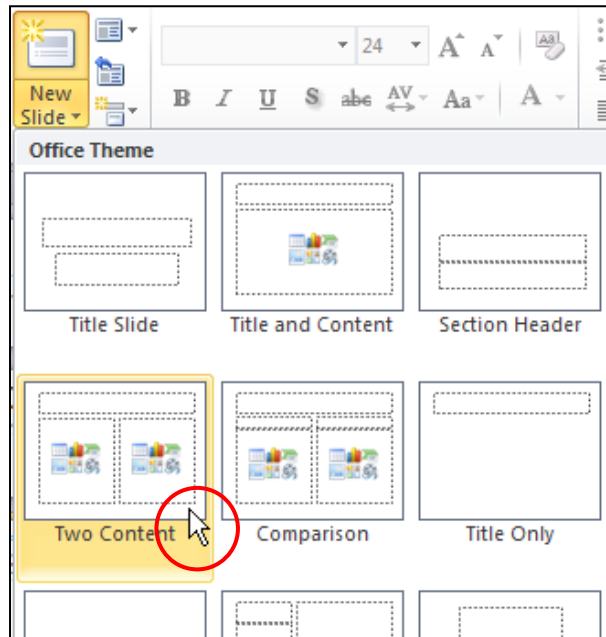 24 A A Aa
New
Slide
B I U S abc AV Aa A
Office Theme
Title Slide Title and Content Section Header
Two Content Comparison Title Only